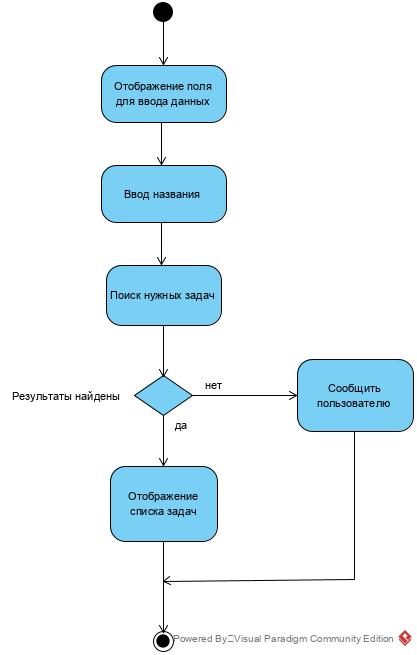 Отображение поля
для ввода данных
Ввод названия
Поиск нужных задач
нет
Результаты найдены
Сообщить
пользователю
да
Отображение
списка задач
Powered By Visual Paradigm Community Edition